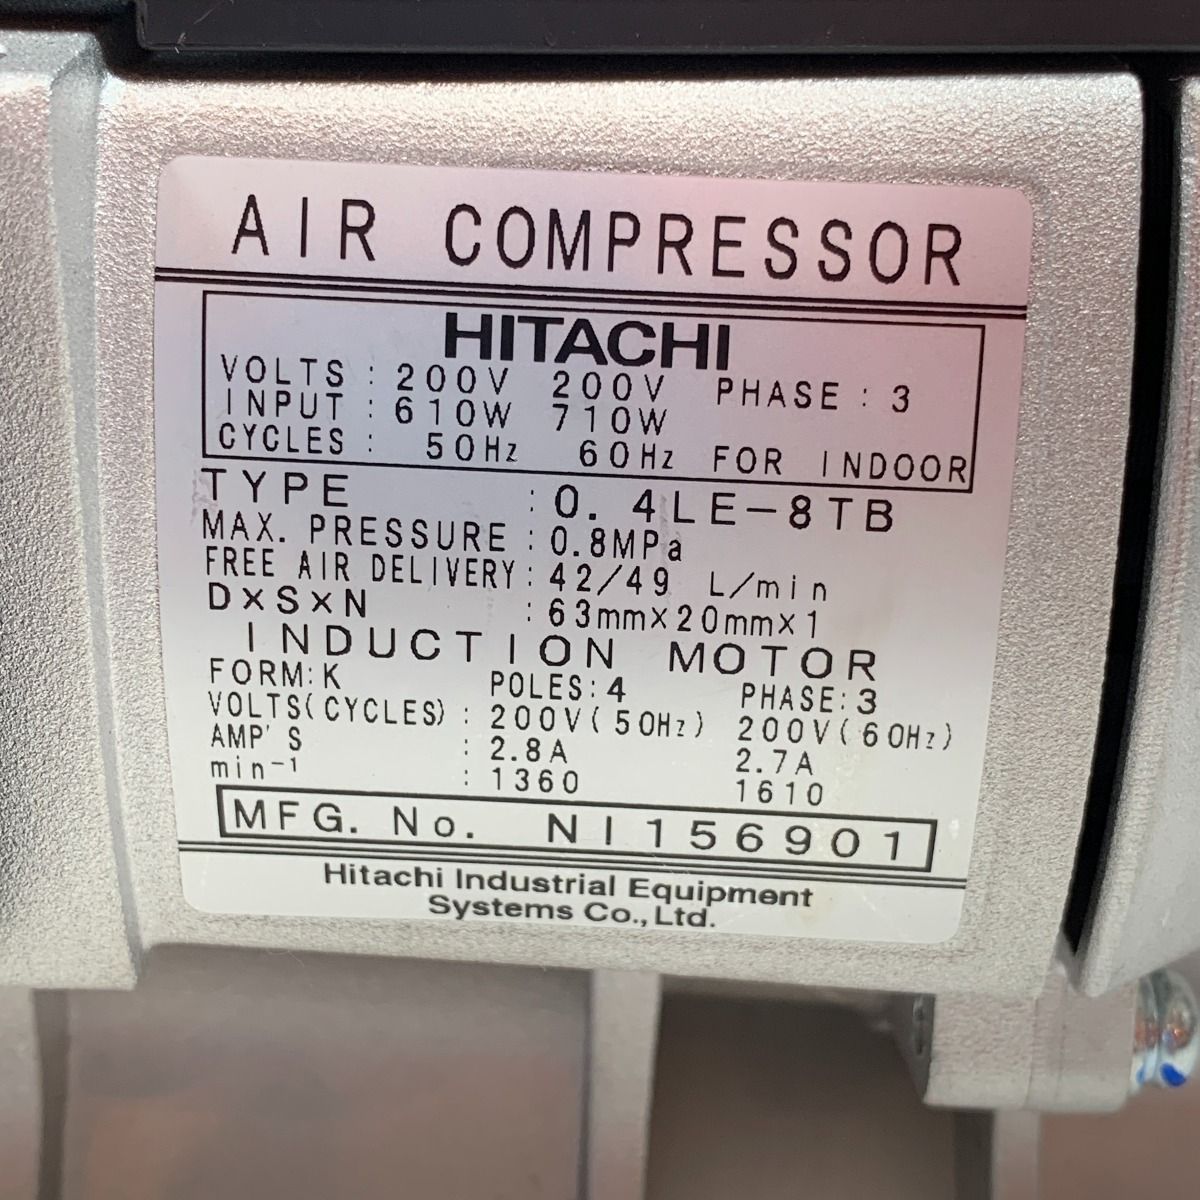 AIR COMPRESSOR
HITACHI
VOLTS : 200V 200V PHASE : 3
INPUT : 610W 710W
CYCLES : 50Hz 60Hz FOR INDOOR
TYPE : 0.4LE-8TB
MAX. PRESSURE : 0.8MPa
FREE AIR DELIVERY : 42/49 L/min
D×S×N : 63mm×20mm×1
INDUCTION MOTOR
FORM:K POLES:4 PHASE:3
VOLTS(CYCLES) : 200V(50Hz) 200V(60Hz)
AMP'S : 2.8A 2.7A
min⁻¹ : 1360 1610
MFG. No. NI156901
Hitachi Industrial Equipment
Systems Co.,Ltd.